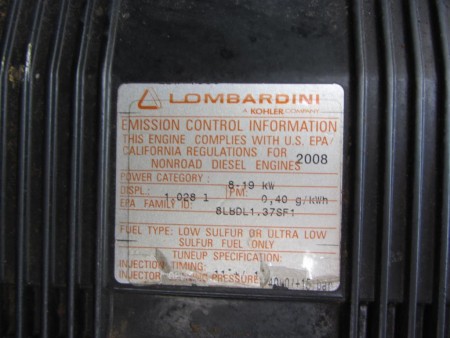 LOMBARDINI
A KOHLER COMPANY
EMISSION CONTROL INFORMATION
THIS ENGINE COMPLIES WITH U.S. EPA/
CALIFORNIA REGULATIONS FOR 2008
NONROAD DIESEL ENGINES
POWER CATEGORY : 8-19 kW
DISPL: 1,028 l PM: 0,40 g/kWh
EPA FAMILY ID: 8LBDL1.37SF1
FUEL TYPE: LOW SULFUR OR ULTRA LOW
SULFUR FUEL ONLY
TUNEUP SPECIFICATION:
INJECTION TIMING:
INJECTOR PRESSURE: